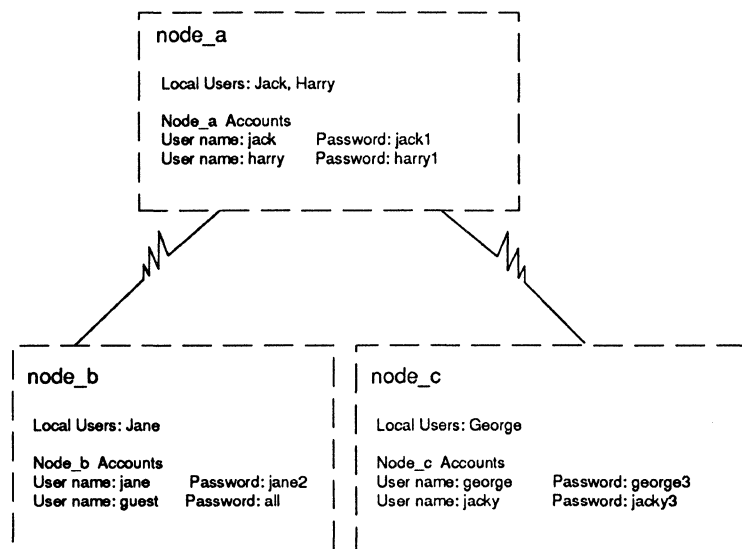 node_a
Local Users: Jack, Harry
Node_a Accounts
User name: jack Password: jack1
User name: harry Password: harry1
node_b
Local Users: Jane
Node_b Accounts
User name: jane Password: jane2
User name: guest Password: all
node_c
Local Users: George
Node_c Accounts
User name: george Password: george3
User name: jacky Password: jacky3